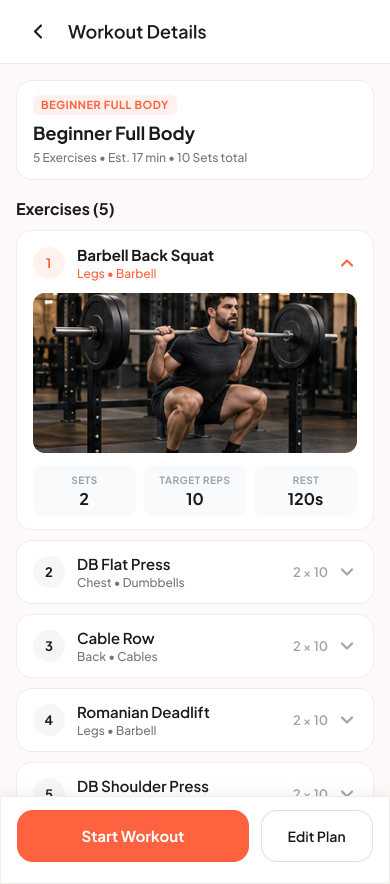 Workout Details
BEGINNER FULL BODY
Beginner Full Body
5 Exercises • Est. 17 min • 10 Sets total
Exercises (5)
1
Barbell Back Squat
Legs • Barbell
SETS
2
TARGET REPS
10
REST
120s
2
DB Flat Press
Chest • Dumbbells
2 × 10
3
Cable Row
Back • Cables
2 × 10
4
Romanian Deadlift
Legs • Barbell
2 × 10
5
DB Shoulder Press
2 × 10
Start Workout
Edit Plan